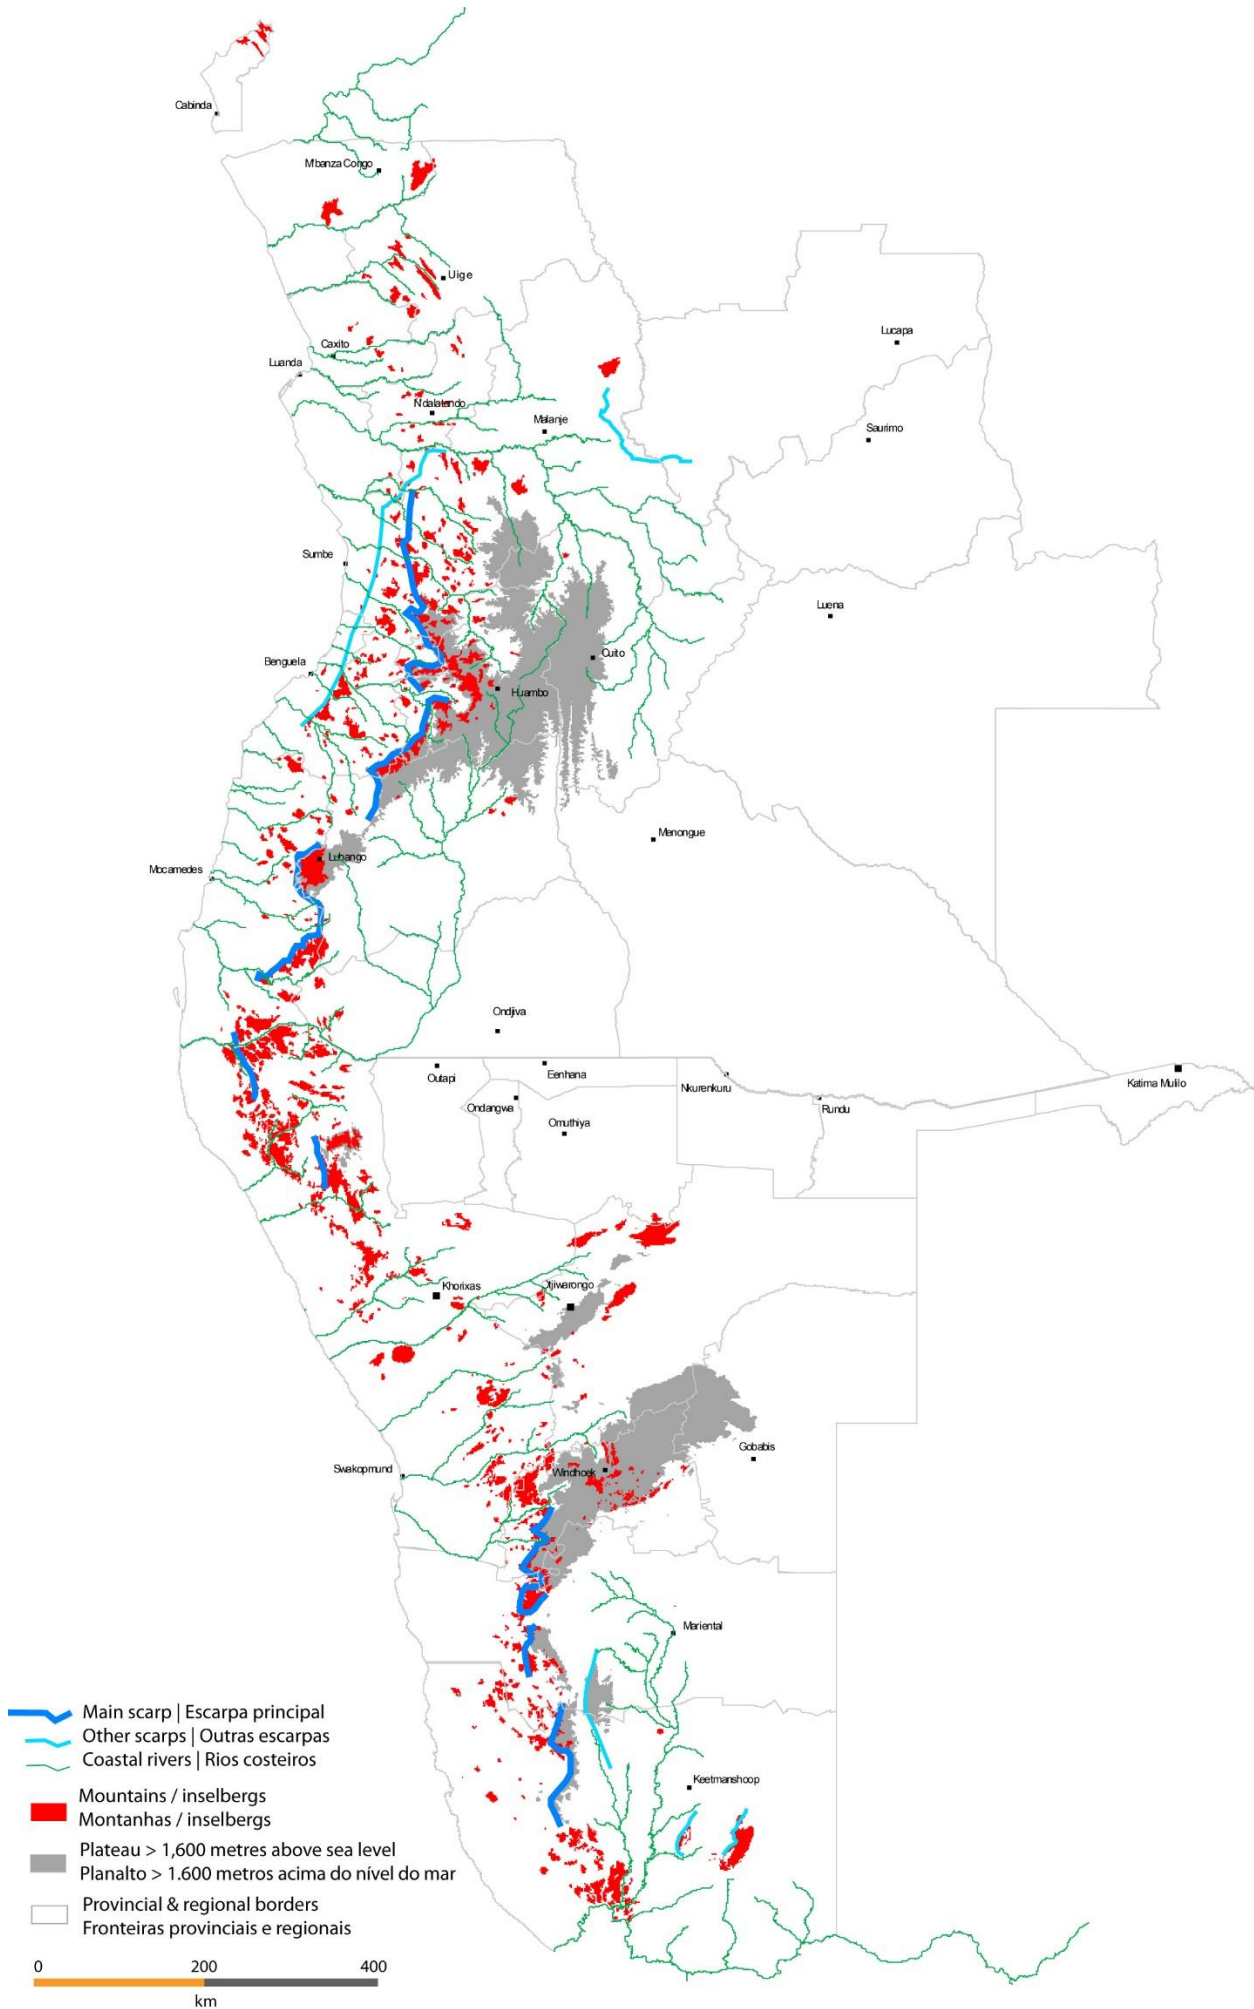 Cabinda
M'banza Congo
Uige
Lucapa
Caxito
Luanda
N'dalatando
Malanje
Saurimo
Sumbe
Luena
Cuito
Benguela
Huambo
Menongue
Lubango
Mocamedes
Ondjiva
Outapi
Eenhana
Nkurenkuru
Katima Mulilo
Ondangwa
Rundu
Omuthiya
Khorixas
Otjiwarongo
Gobabis
Swakopmund
Windhoek
Mariental
Keetmanshoop
Main scarp | Escarpa principal
Other scarps | Outras escarpas
Coastal rivers | Rios costeiros
Mountains / inselbergs
Montanhas / inselbergs
Plateau > 1,600 metres above sea level
Planalto > 1.600 metros acima do nível do mar
Provincial & regional borders
Fronteiras provinciais e regionais
0 200 400
km